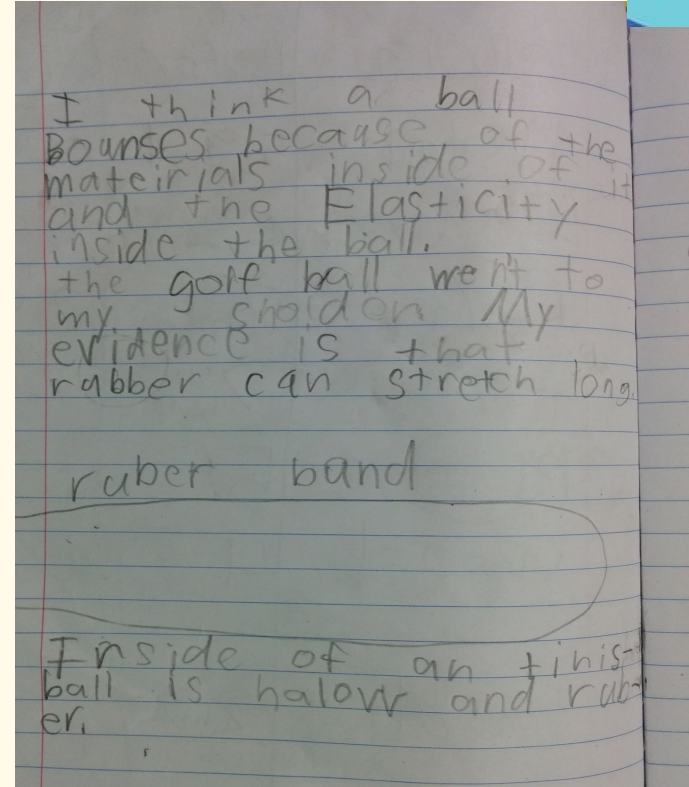 I think a ball
Bounses because of the
mateirials inside of it
and the Elasticity
inside the ball.
the golf ball went to
my sholder My
evidence is that
rubber can stretch long.
ruber band
Inside of an tinis-
ball is halow and rub-
er.